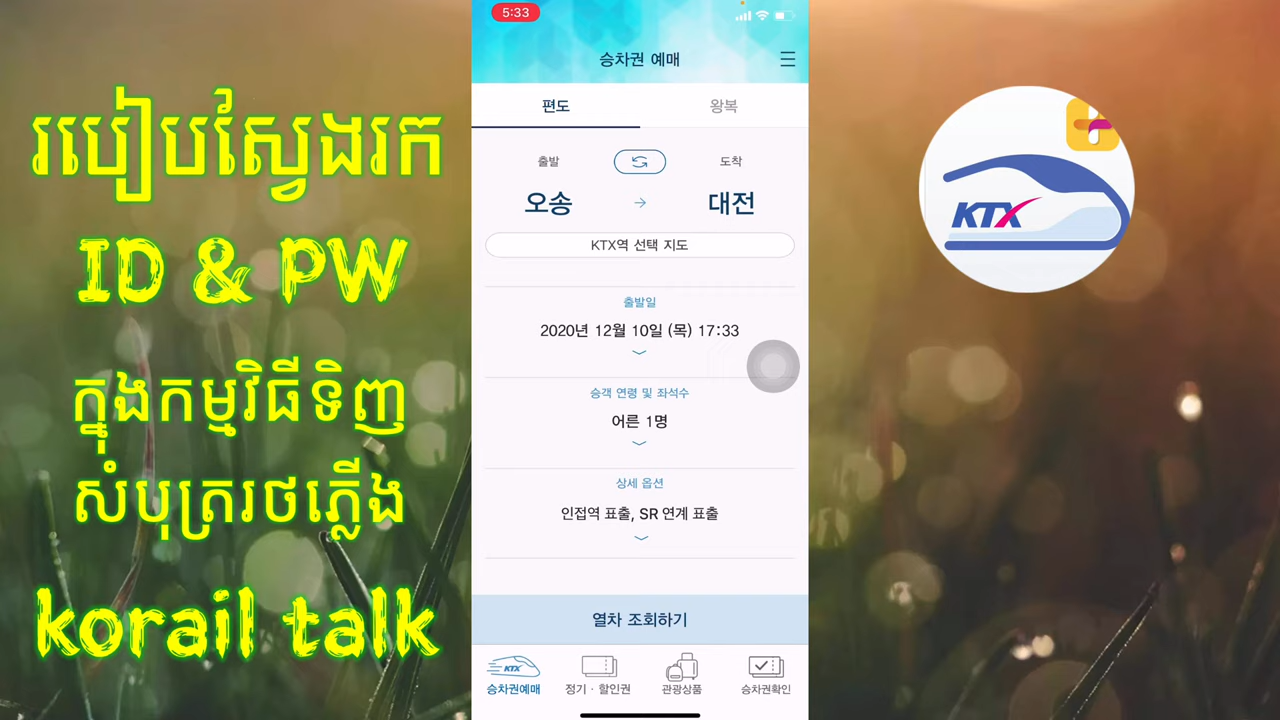 របៀបស្វែងរក
ID & PW
ក្នុងកម្មវិធីទិញ
សំបុត្ររថភ្លើង
korail talk
5:33
승차권 예매
편도 왕복
출발 도착
오송 → 대전
KTX역 선택 지도
출발일
2020년 12월 10일 (목) 17:33
승객 연령 및 좌석수
어른 1명
상세 옵션
인접역 표출, SR 연계 표출
열차 조회하기
KTX
승차권예매 정기 · 할인권 관광상품 승차권확인
KTX